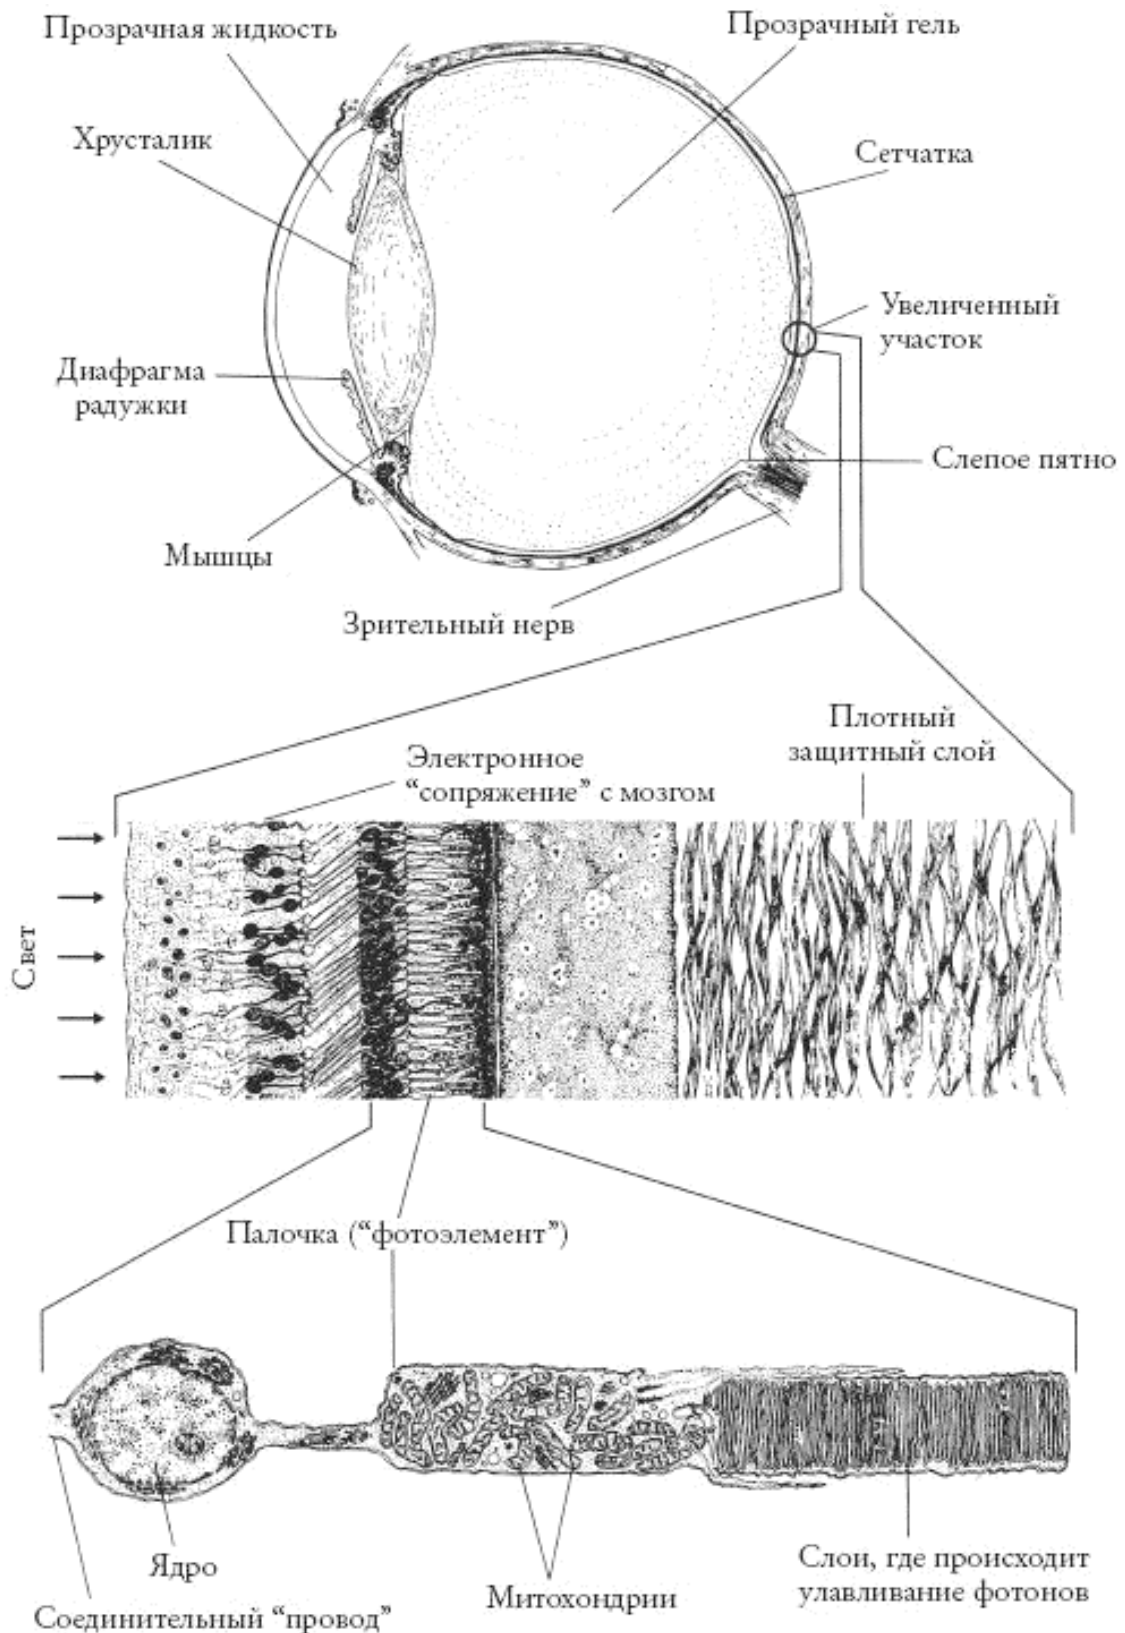 Прозрачная жидкость
Прозрачный гель
Хрусталик
Сетчатка
Увеличенный
участок
Диафрагма
радужки
Слепое пятно
Мышцы
Зрительный нерв
Плотный
защитный слой
Электронное
“сопряжение” с мозгом
Свет
Палочка (“фотоэлемент”)
Ядро
Соединительный “провод”
Митохондрии
Слои, где происходит
улавливание фотонов